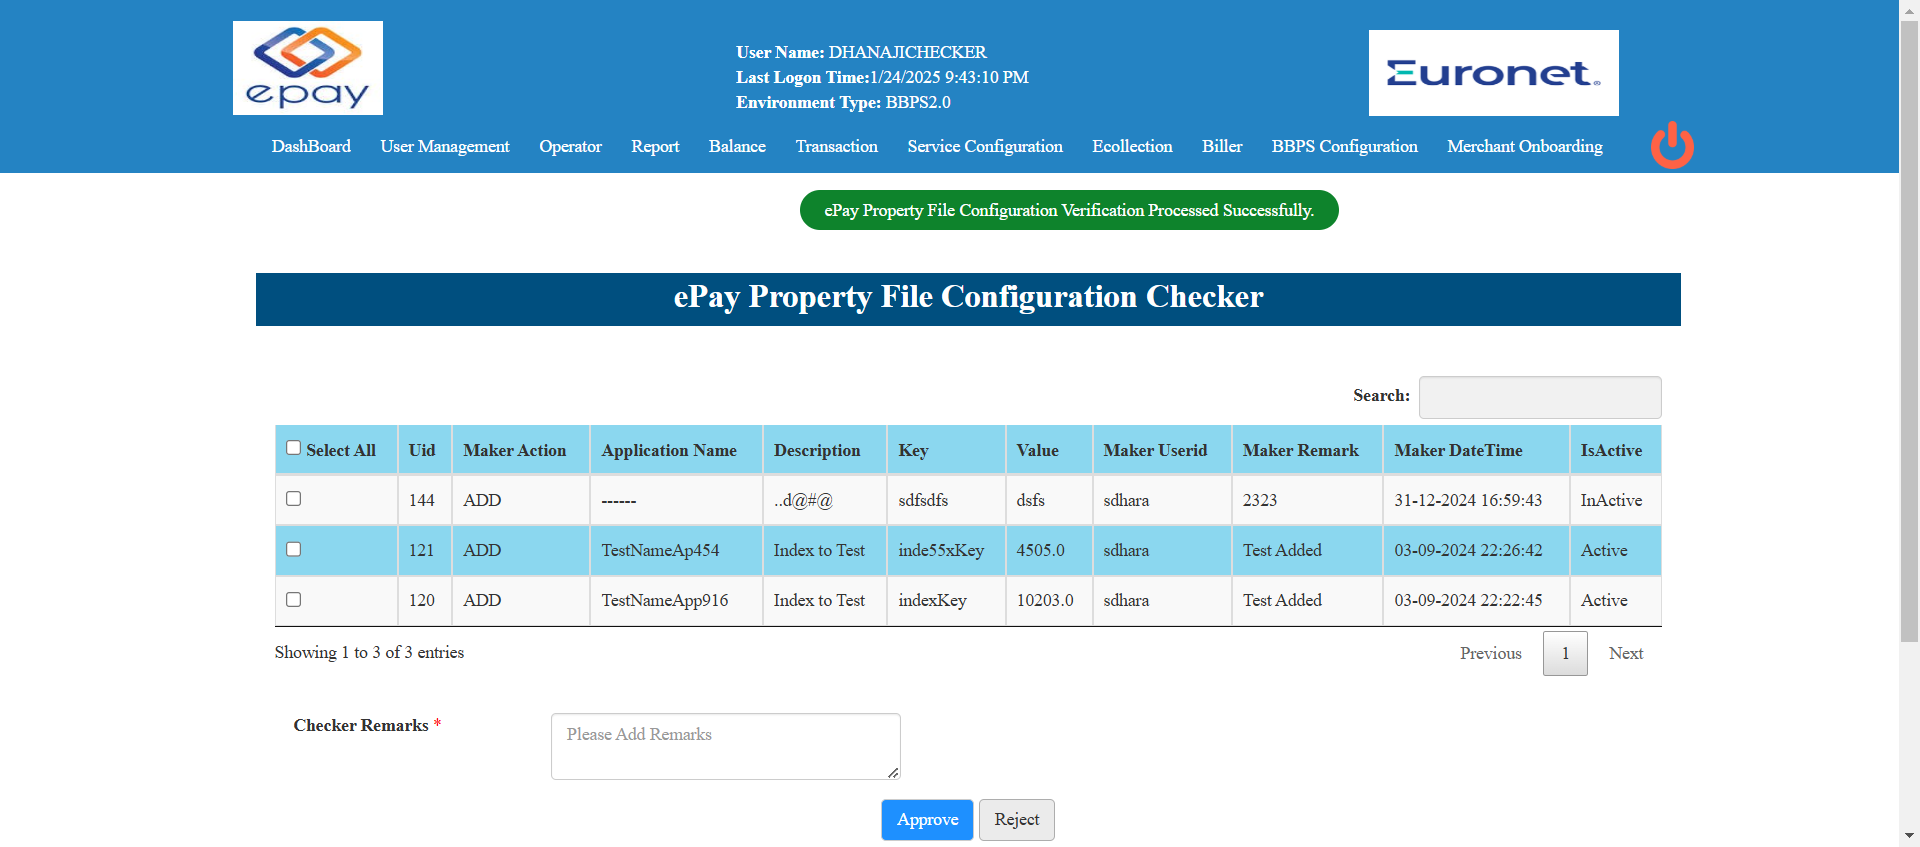 epay
User Name: DHANAJICHECKER
Last Logon Time:1/24/2025 9:43:10 PM
Environment Type: BBPS2.0
Euronet®
DashBoard User Management Operator Report Balance Transaction Service Configuration Ecollection Biller BBPS Configuration Merchant Onboarding
ePay Property File Configuration Verification Processed Successfully.
ePay Property File Configuration Checker
Search:
Select All Uid Maker Action Application Name Description Key Value Maker Userid Maker Remark Maker DateTime IsActive
144 ADD ------ ..d@#@ sdfsdfs dsfs sdhara 2323 31-12-2024 16:59:43 InActive
121 ADD TestNameAp454 Index to Test inde55xKey 4505.0 sdhara Test Added 03-09-2024 22:26:42 Active
120 ADD TestNameApp916 Index to Test indexKey 10203.0 sdhara Test Added 03-09-2024 22:22:45 Active
Showing 1 to 3 of 3 entries
Previous 1 Next
Checker Remarks *
Please Add Remarks
Approve Reject